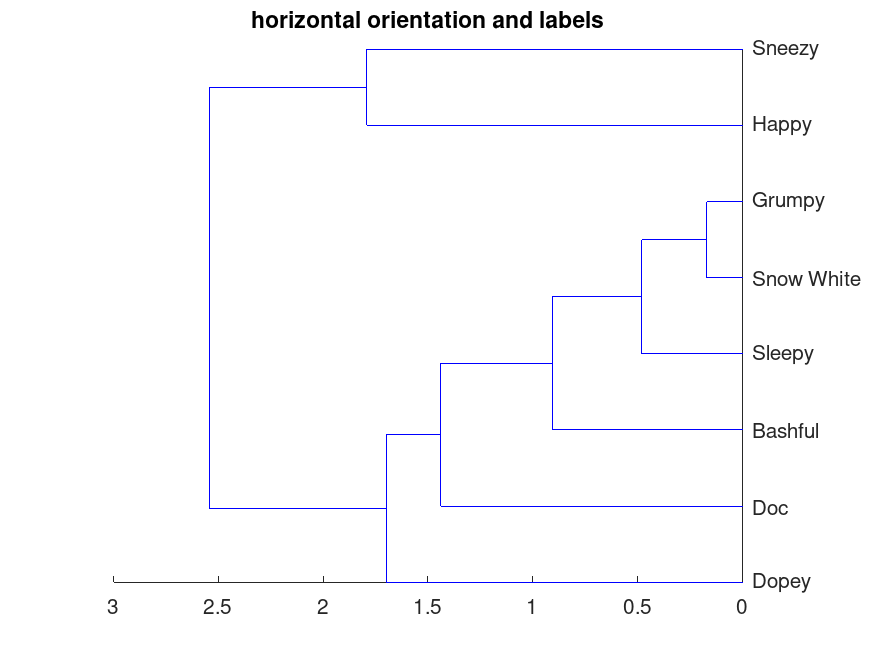 horizontal orientation and labels
Sneezy
Happy
Grumpy
Snow White
Sleepy
Bashful
Doc
Dopey
3 2.5 2 1.5 1 0.5 0